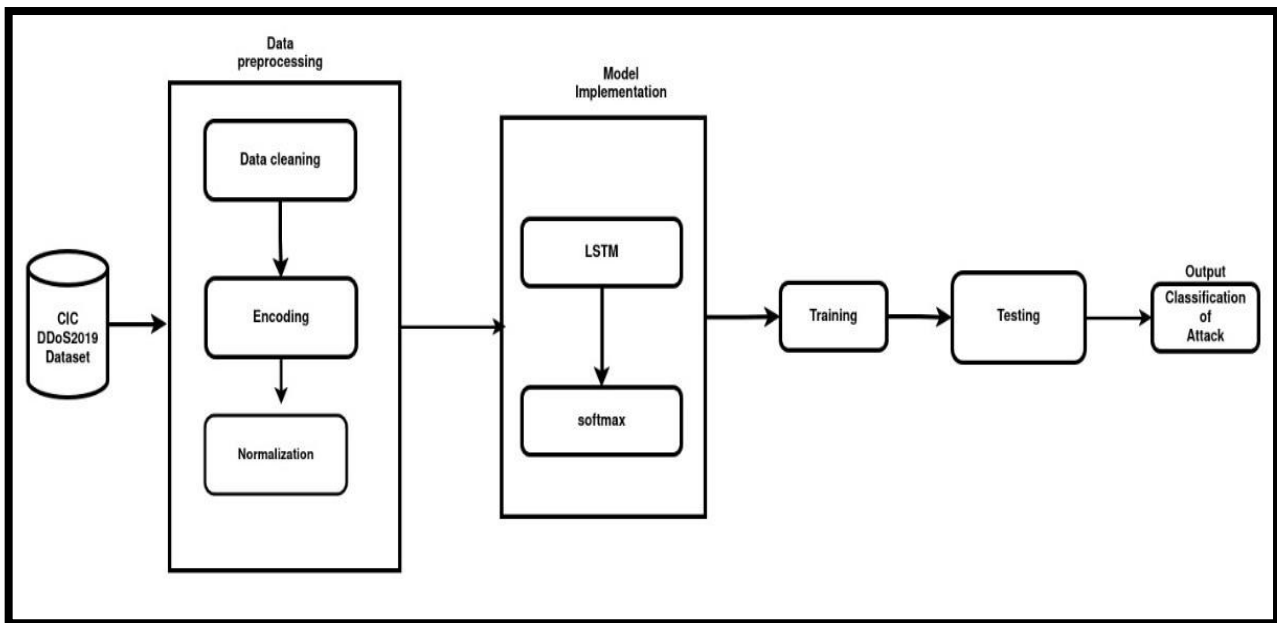 Data
preprocessing
Data cleaning
Encoding
Normalization
CIC
DDoS2019
Dataset
Model
Implementation
LSTM
softmax
Training
Testing
Output
Classification
of
Attack